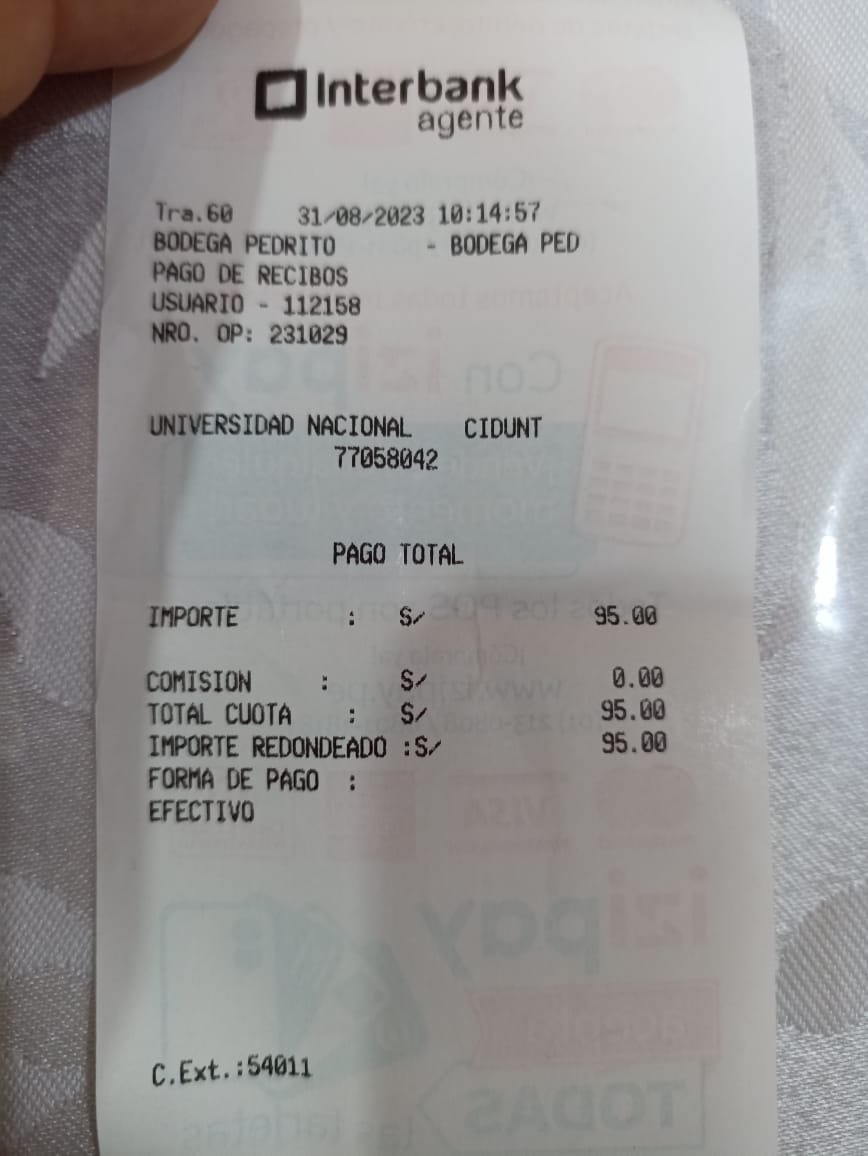 Interbank
agente
Tra.60 31/08/2023 10:14:57
BODEGA PEDRITO - BODEGA PED
PAGO DE RECIBOS
USUARIO - 112158
NRO. OP: 231029
UNIVERSIDAD NACIONAL CIDUNT
77058042
PAGO TOTAL
IMPORTE : S/ 95.00
COMISION : S/ 0.00
TOTAL CUOTA : S/ 95.00
IMPORTE REDONDEADO :S/ 95.00
FORMA DE PAGO :
EFECTIVO
C.Ext.:54011